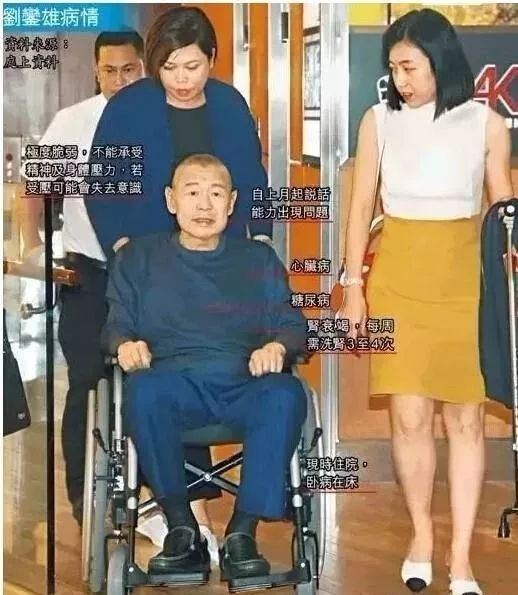 劉鑾雄病情
資料來源：
庭上資料
極度脆弱，不能承受
精神及身體壓力，若
受壓可能會失去意識
自上月起説話
能力出現問題
心臟病
糖尿病
腎衰竭，每周
需洗腎3至4次
現時住院，
卧病在床